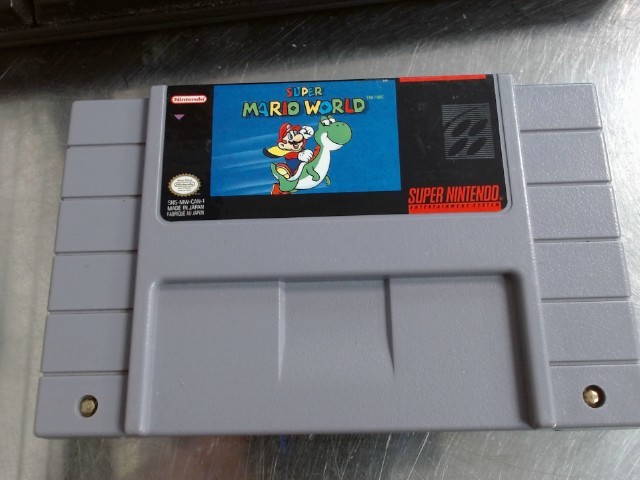 Nintendo
SUPER
MARIO WORLD
SNS-MW-CAN-1
MADE IN JAPAN
FABRIQUÉ AU JAPON
SUPER NINTENDO
ENTERTAINMENT SYSTEM